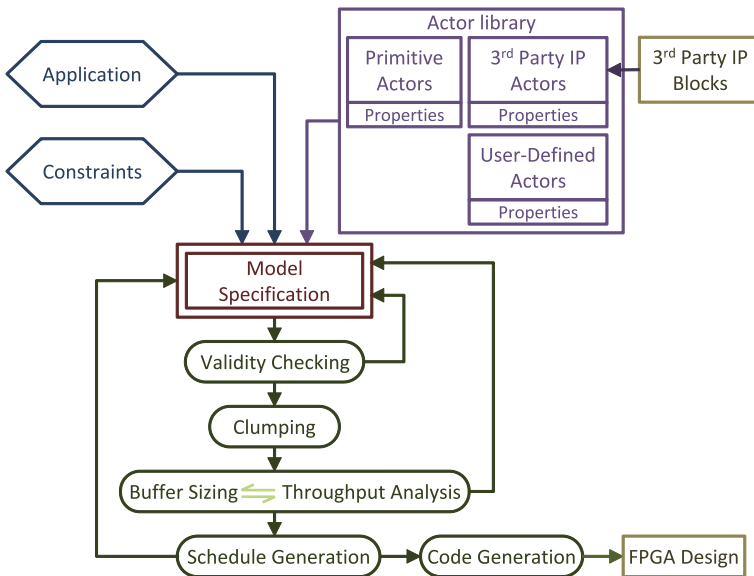 Actor library
Application
Primitive
Actors
Properties
3rd Party IP
Actors
Properties
3rd Party IP
Blocks
Constraints
User-Defined
Actors
Properties
Model
Specification
Validity Checking
Clumping
Buffer Sizing ⇌ Throughput Analysis
Schedule Generation
Code Generation
FPGA Design